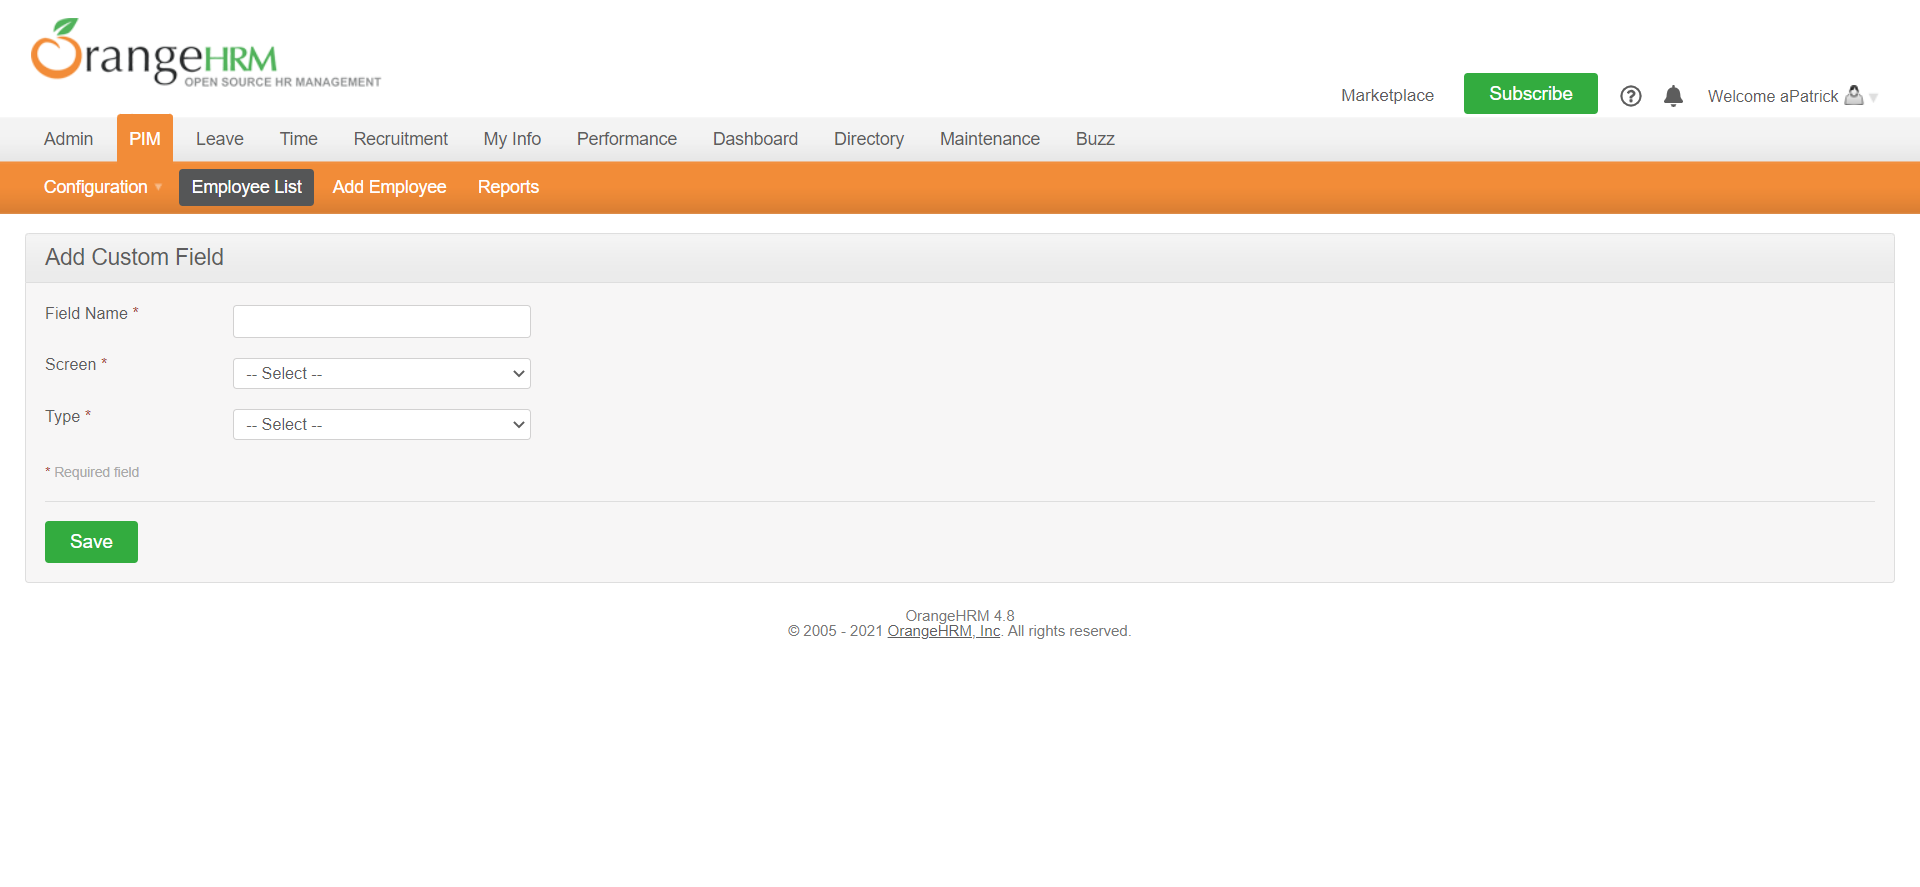 OrangeHRM
OPEN SOURCE HR MANAGEMENT
Marketplace
Subscribe
Welcome aPatrick
Admin PIM Leave Time Recruitment My Info Performance Dashboard Directory Maintenance Buzz
Configuration Employee List Add Employee Reports
Add Custom Field
Field Name *
Screen *
-- Select --
Type *
-- Select --
* Required field
Save
OrangeHRM 4.8
© 2005 - 2021 OrangeHRM, Inc. All rights reserved.